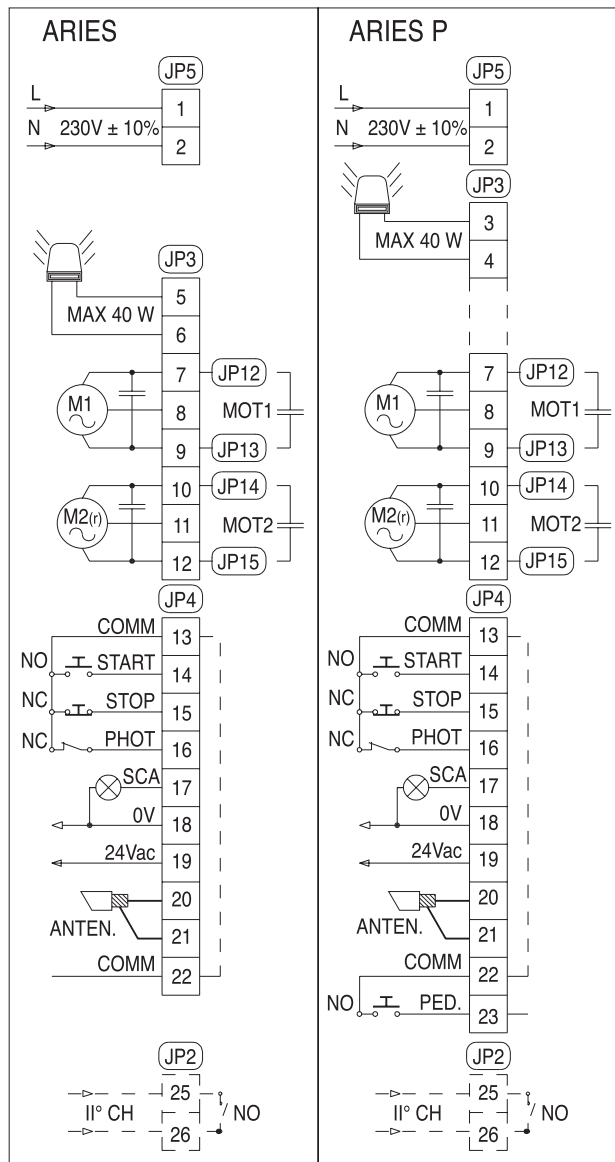 ARIES
JP5
L
1
N 230V ± 10%
2
JP3
5
MAX 40 W
6
7
JP12
M1
8
MOT1
9
JP13
10
JP14
M2(r)
11
MOT2
12
JP15
JP4
COMM
13
NO
START
14
NC
STOP
15
NC
PHOT
16
SCA
17
0V
18
24Vac
19
20
ANTEN.
21
COMM
22
JP2
25
II° CH
NO
26
ARIES P
JP5
L
1
N 230V ± 10%
2
JP3
3
MAX 40 W
4
7
JP12
M1
8
MOT1
9
JP13
10
JP14
M2(r)
11
MOT2
12
JP15
JP4
COMM
13
NO
START
14
NC
STOP
15
NC
PHOT
16
SCA
17
0V
18
24Vac
19
20
ANTEN.
21
COMM
22
NO
PED.
23
JP2
25
II° CH
NO
26